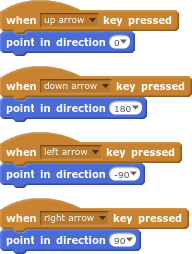 when up arrow key pressed
point in direction 0
when down arrow key pressed
point in direction 180
when left arrow key pressed
point in direction -90
when right arrow key pressed
point in direction 90